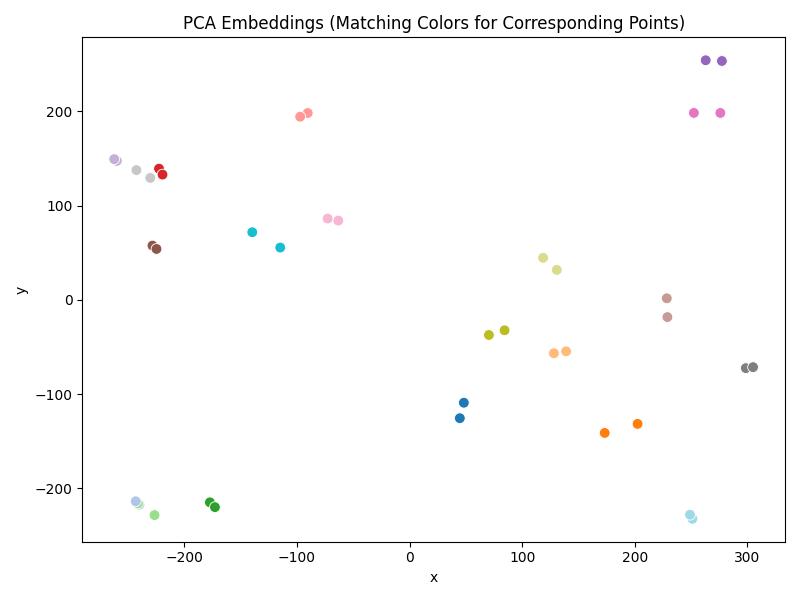 PCA Embeddings (Matching Colors for Corresponding Points)
200
100
0
−100
−200
y
−200 −100 0 100 200 300
x